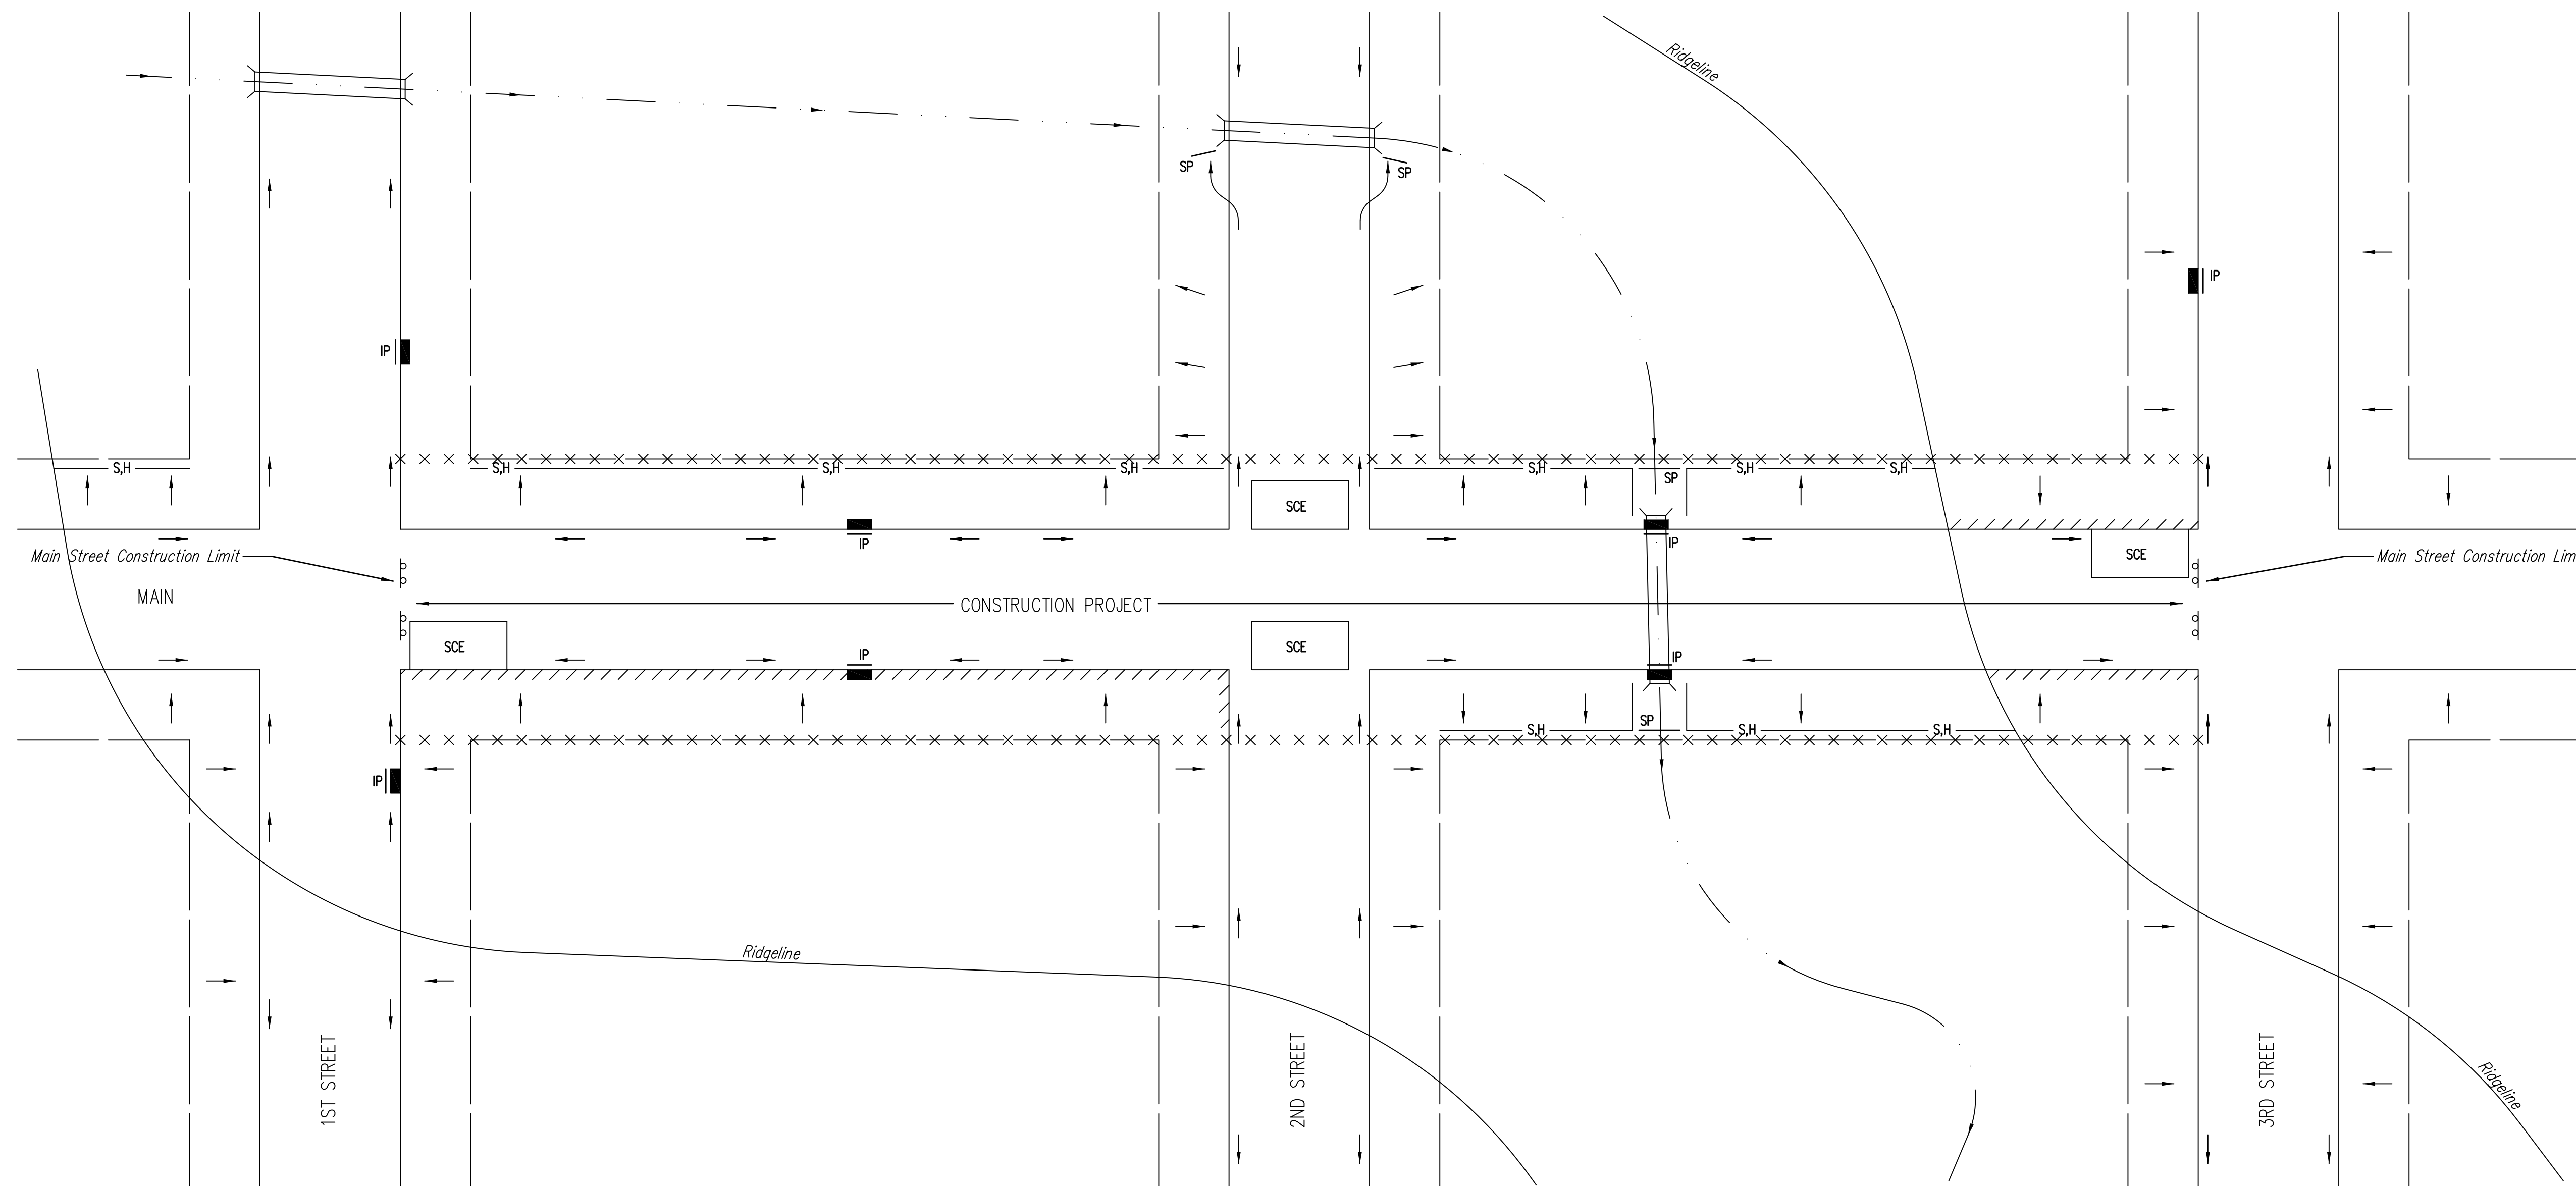 Ridgeline
SP
SP
IP
IP
S,H
S,H
S,H
S,H
S,H
S,H
S,H
SP
SCE
IP
IP
SCE
Main Street Construction Limit
Main Street Construction Lim
MAIN
CONSTRUCTION PROJECT
SCE
SCE
IP
IP
SP
S,H
S,H
S,H
IP
Ridgeline
1ST STREET
2ND STREET
3RD STREET
Ridgeline